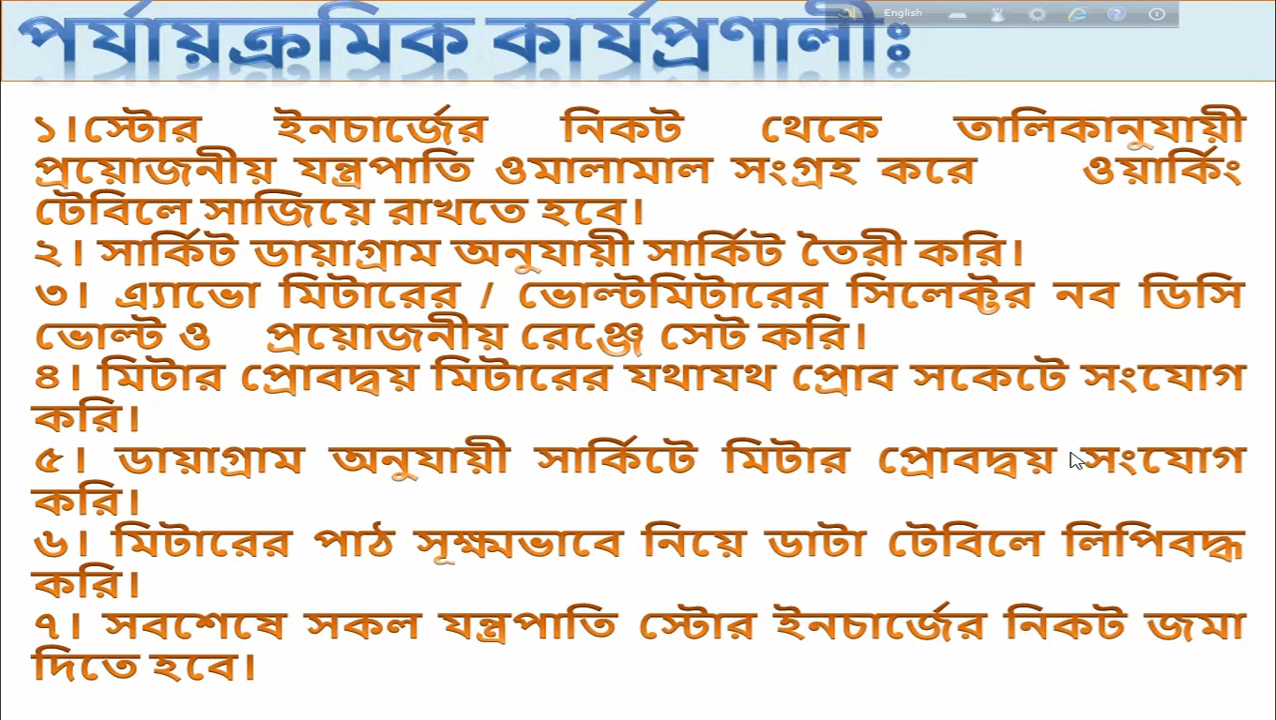 English
পর্যায়ক্রমিক কার্যপ্রণালীঃ
১।স্টোর ইনচার্জের নিকট থেকে তালিকানুযায়ী
প্রয়োজনীয় যন্ত্রপাতি ওমালামাল সংগ্রহ করে ওয়ার্কিং
টেবিলে সাজিয়ে রাখতে হবে।
২। সার্কিট ডায়াগ্রাম অনুযায়ী সার্কিট তৈরী করি।
৩। এ্যাভো মিটারের / ভোল্টমিটারের সিলেক্টর নব ডিসি
ভোল্ট ও প্রয়োজনীয় রেঞ্জে সেট করি।
৪। মিটার প্রোবদ্বয় মিটারের যথাযথ প্রোব সকেটে সংযোগ
করি।
৫। ডায়াগ্রাম অনুযায়ী সার্কিটে মিটার প্রোবদ্বয় সংযোগ
করি।
৬। মিটারের পাঠ সূক্ষ্মভাবে নিয়ে ডাটা টেবিলে লিপিবদ্ধ
করি।
৭। সবশেষে সকল যন্ত্রপাতি স্টোর ইনচার্জের নিকট জমা
দিতে হবে।